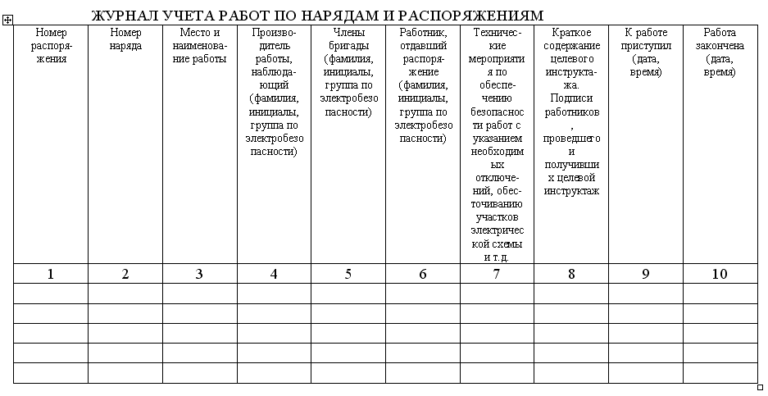 ЖУРНАЛ УЧЕТА РАБОТ ПО НАРЯДАМ И РАСПОРЯЖЕНИЯМ
Номер
распоря-
жения
Номер
наряда
Место и
наименова-
ние работы
Произво-
дитель
работы,
наблюда-
ющий
(фамилия,
инициалы,
группа по
электробезо
пасности)
Члены
бригады
(фамилия,
инициалы,
группа по
электробезо
пасности)
Работник,
отдавший
распоря-
жение
(фамилия,
инициалы,
группа по
электробезо
пасности)
Техничес-
кие
мероприяти
я по
обеспе-
чению
безопаснос
ти работ с
указанием
необходим
ых
отключе-
ний, обес-
точиванию
участков
электричес
кой схемы
и т.д.
Краткое
содержание
целевого
инструкта-
жа.
Подписи
работников
,
проведшего
и
получивши
х целевой
инструктаж
К работе
приступил
(дата,
время)
Работа
закончена
(дата,
время)
1 2 3 4 5 6 7 8 9 10